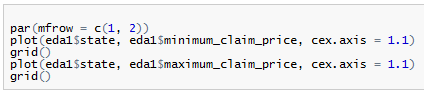 par(mfrow = c(1, 2))
plot(eda1$state, eda1$minimum_claim_price, cex.axis = 1.1)
grid()
plot(eda1$state, eda1$maximum_claim_price, cex.axis = 1.1)
grid()